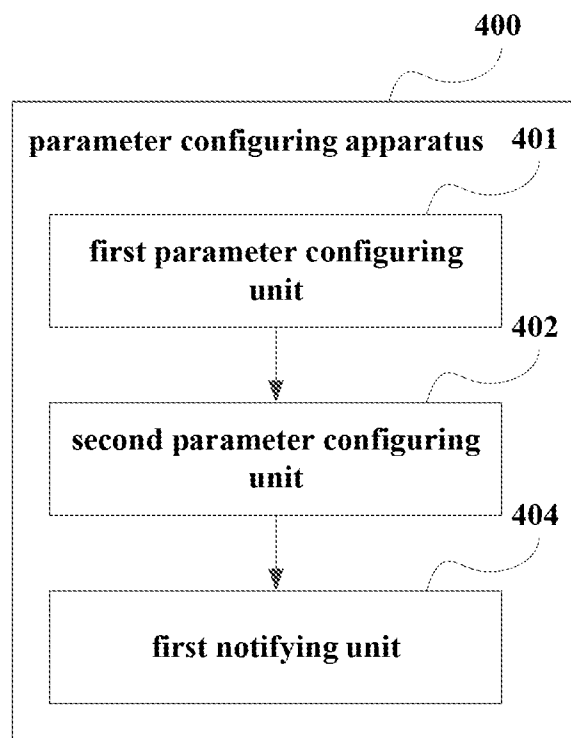 400
parameter configuring apparatus
401
first parameter configuring
unit
402
second parameter configuring
unit
404
first notifying unit